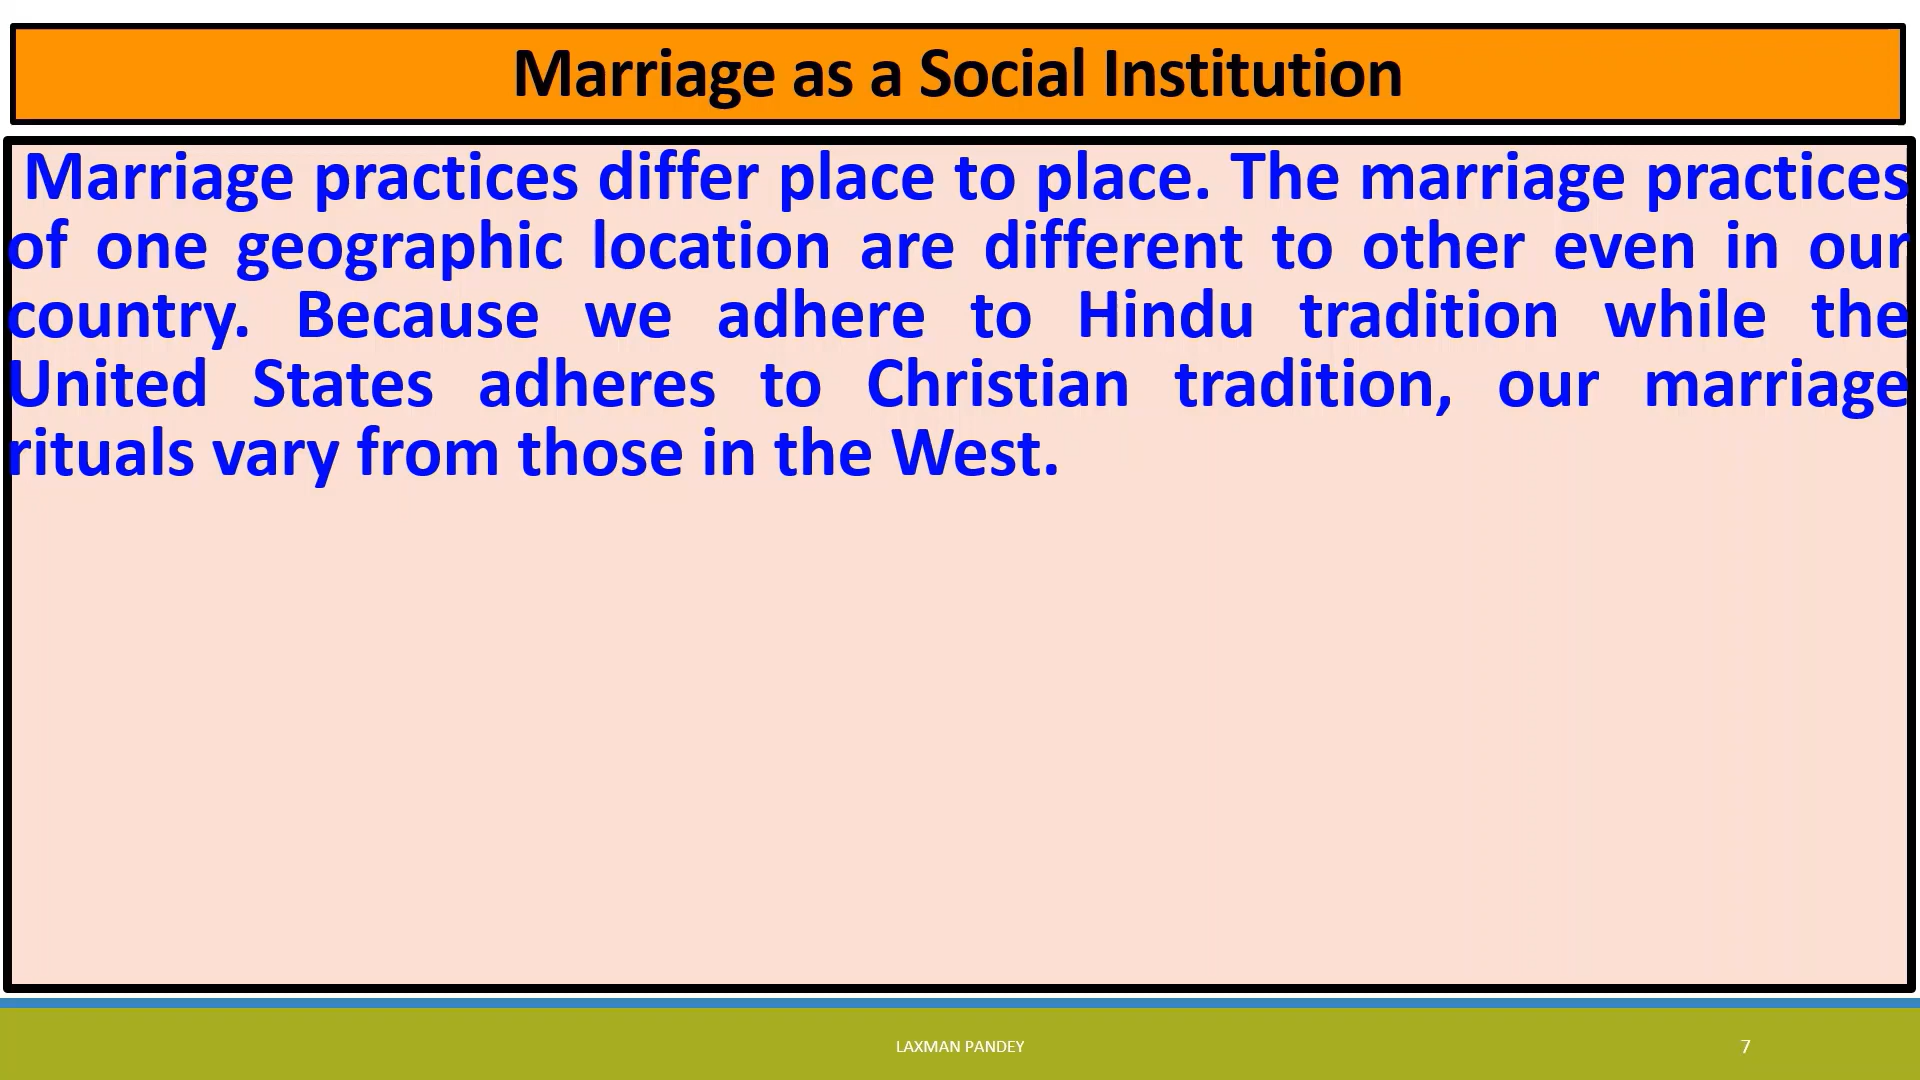 Marriage as a Social Institution
Marriage practices differ place to place. The marriage practices
of one geographic location are different to other even in our
country. Because we adhere to Hindu tradition while the
United States adheres to Christian tradition, our marriage
rituals vary from those in the West.
LAXMAN PANDEY
7